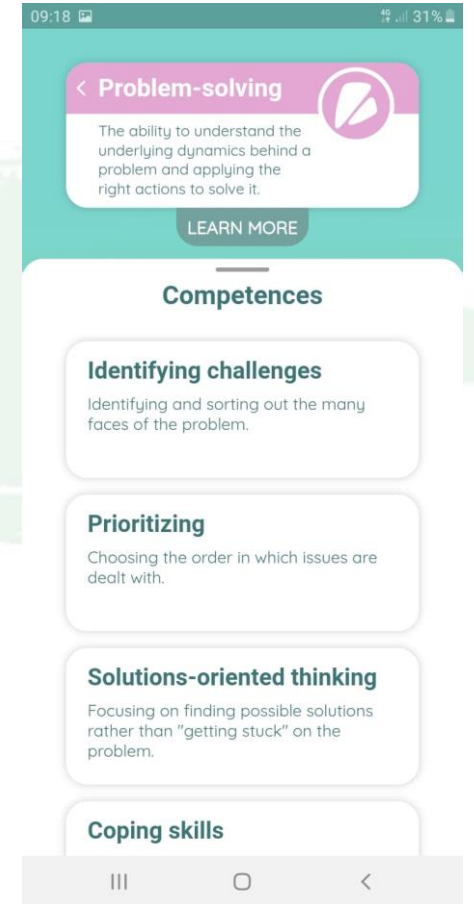 09:18 4G 31%
Problem-solving
The ability to understand the
underlying dynamics behind a
problem and applying the
right actions to solve it.
LEARN MORE
Competences
Identifying challenges
Identifying and sorting out the many
faces of the problem.
Prioritizing
Choosing the order in which issues are
dealt with.
Solutions-oriented thinking
Focusing on finding possible solutions
rather than "getting stuck" on the
problem.
Coping skills